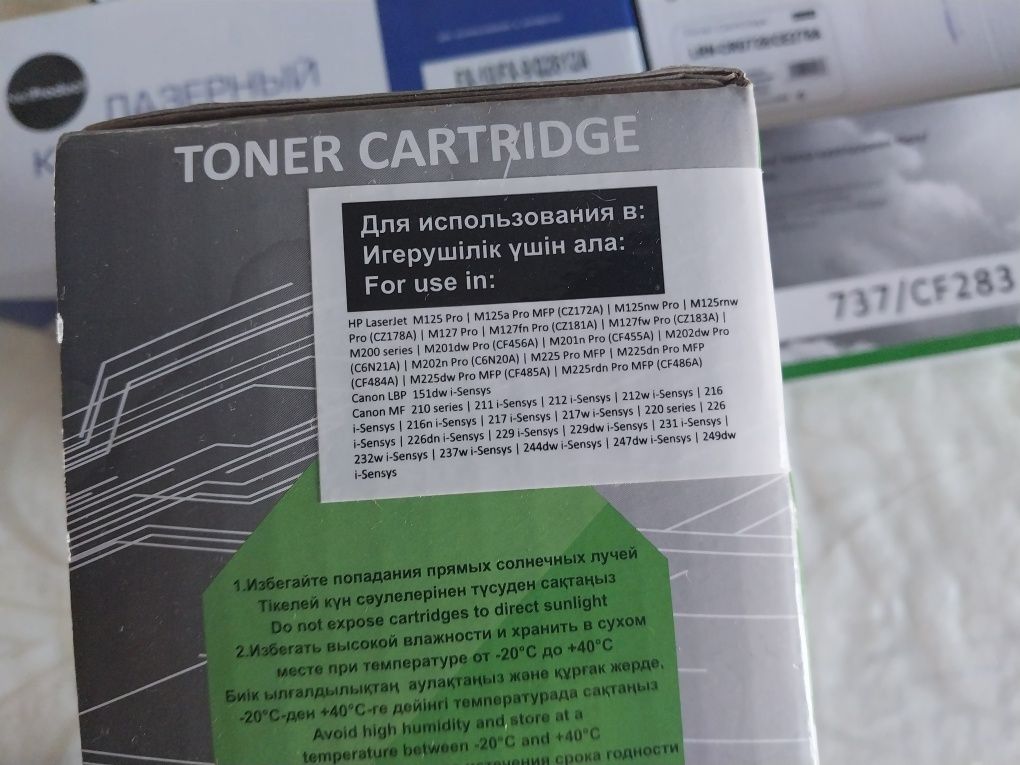 ЛАЗЕРНЫЙ
TONER CARTRIDGE
Для использования в:
Игерушілік үшін ала:
For use in:
HP LaserJet M125 Pro | M125a Pro MFP (CZ172A) | M125nw Pro | M125rnw
Pro (CZ178A) | M127 Pro | M127fn Pro (CZ181A) | M127fw Pro (CZ183A) |
M200 series | M201dw Pro (CF456A) | M201n Pro (CF455A) | M202dw Pro
(C6N21A) | M202n Pro (C6N20A) | M225 Pro MFP | M225dn Pro MFP
(CF484A) | M225dw Pro MFP (CF485A) | M225rdn Pro MFP (CF486A)
Canon LBP 151dw i-Sensys
Canon MF 210 series | 211 i-Sensys | 212 i-Sensys | 212w i-Sensys | 216
i-Sensys | 216n i-Sensys | 217 i-Sensys | 217w i-Sensys | 220 series | 226
i-Sensys | 226dn i-Sensys | 229 i-Sensys | 229dw i-Sensys | 231 i-Sensys |
232w i-Sensys | 237w i-Sensys | 244dw i-Sensys | 247dw i-Sensys | 249dw
i-Sensys
737/CF283
1.Избегайте попадания прямых солнечных лучей
Тікелей күн сәулелерінен түсуден сақтаңыз
Do not expose cartridges to direct sunlight
2.Избегать высокой влажности и хранить в сухом
месте при температуре от -20°C до +40°C
Биік ылгалдылықтаң аулақтаңыз және құрғак жерде,
-20°C-ден +40°C-ге дейінгі температурада сақтаңыз
Avoid high humidity and store at a
temperature between -20°C and +40°C
срока годности